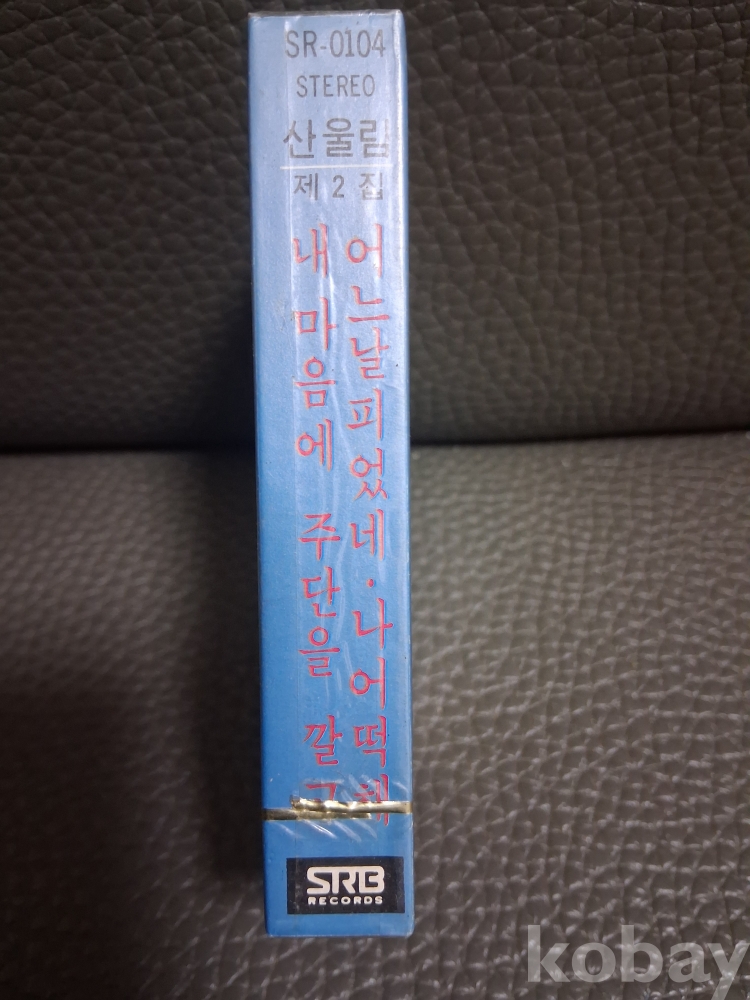 SR-0104
STEREO
산울림
제2집
어느날피었네·나어떡해
내 마음에 주단을 깔고
SRB
RECORDS
kobay